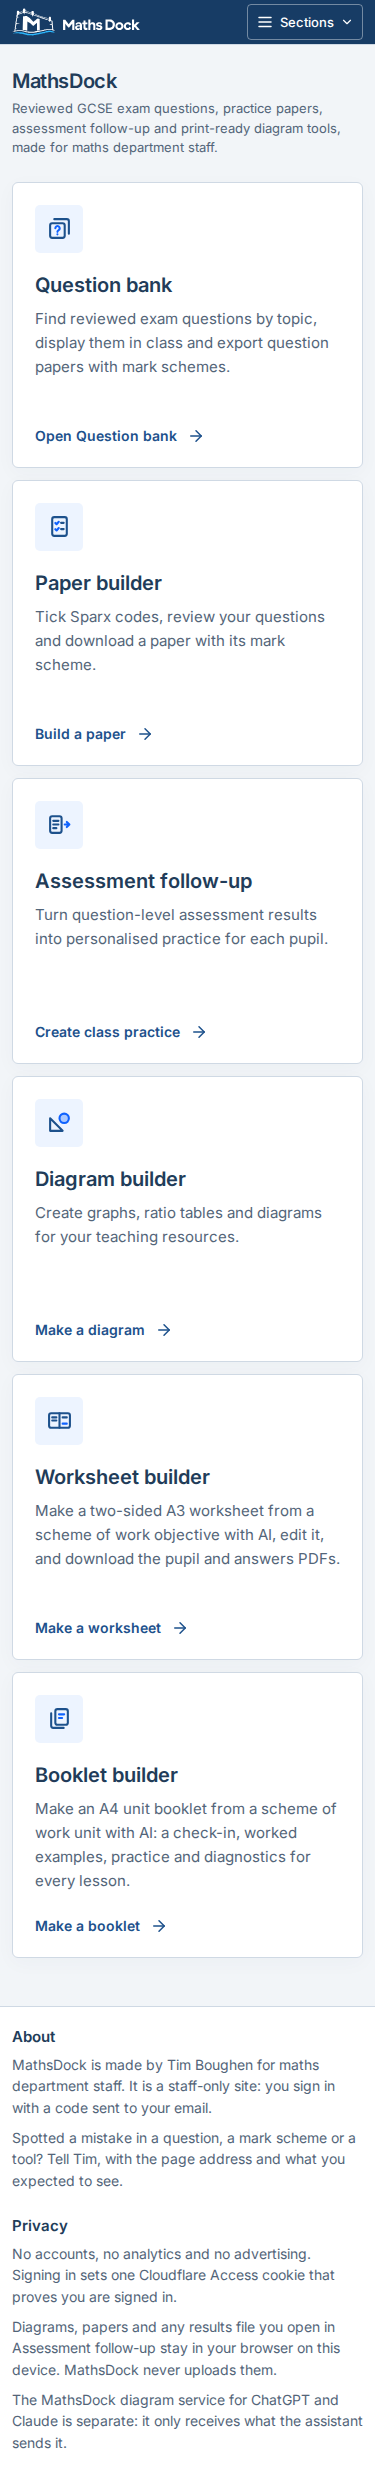 Maths Dock
Sections
MathsDock
Reviewed GCSE exam questions, practice papers,
assessment follow-up and print-ready diagram tools,
made for maths department staff.
Question bank
Find reviewed exam questions by topic,
display them in class and export question
papers with mark schemes.
Open Question bank
Paper builder
Tick Sparx codes, review your questions
and download a paper with its mark
scheme.
Build a paper
Assessment follow-up
Turn question-level assessment results
into personalised practice for each pupil.
Create class practice
Diagram builder
Create graphs, ratio tables and diagrams
for your teaching resources.
Make a diagram
Worksheet builder
Make a two-sided A3 worksheet from a
scheme of work objective with AI, edit it,
and download the pupil and answers PDFs.
Make a worksheet
Booklet builder
Make an A4 unit booklet from a scheme of
work unit with AI: a check-in, worked
examples, practice and diagnostics for
every lesson.
Make a booklet
About
MathsDock is made by Tim Boughen for maths
department staff. It is a staff-only site: you sign in
with a code sent to your email.
Spotted a mistake in a question, a mark scheme or a
tool? Tell Tim, with the page address and what you
expected to see.
Privacy
No accounts, no analytics and no advertising.
Signing in sets one Cloudflare Access cookie that
proves you are signed in.
Diagrams, papers and any results file you open in
Assessment follow-up stay in your browser on this
device. MathsDock never uploads them.
The MathsDock diagram service for ChatGPT and
Claude is separate: it only receives what the assistant
sends it.